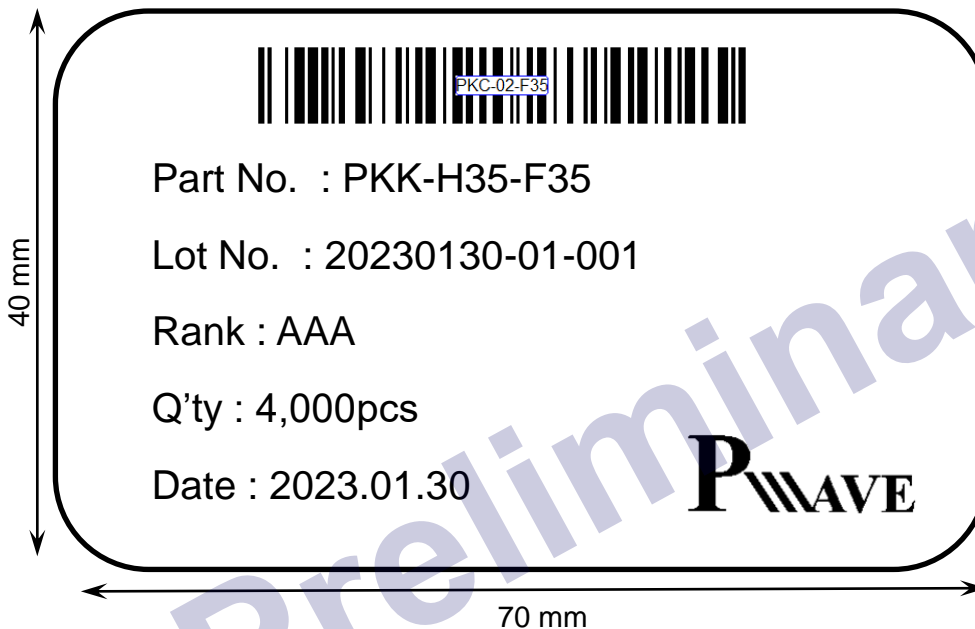 PKC-02-F35
Part No. : PKK-H35-F35
Lot No. : 20230130-01-001
Rank : AAA
Q’ty : 4,000pcs
Date : 2023.01.30
PWAVE
40 mm
70 mm
Preliminar